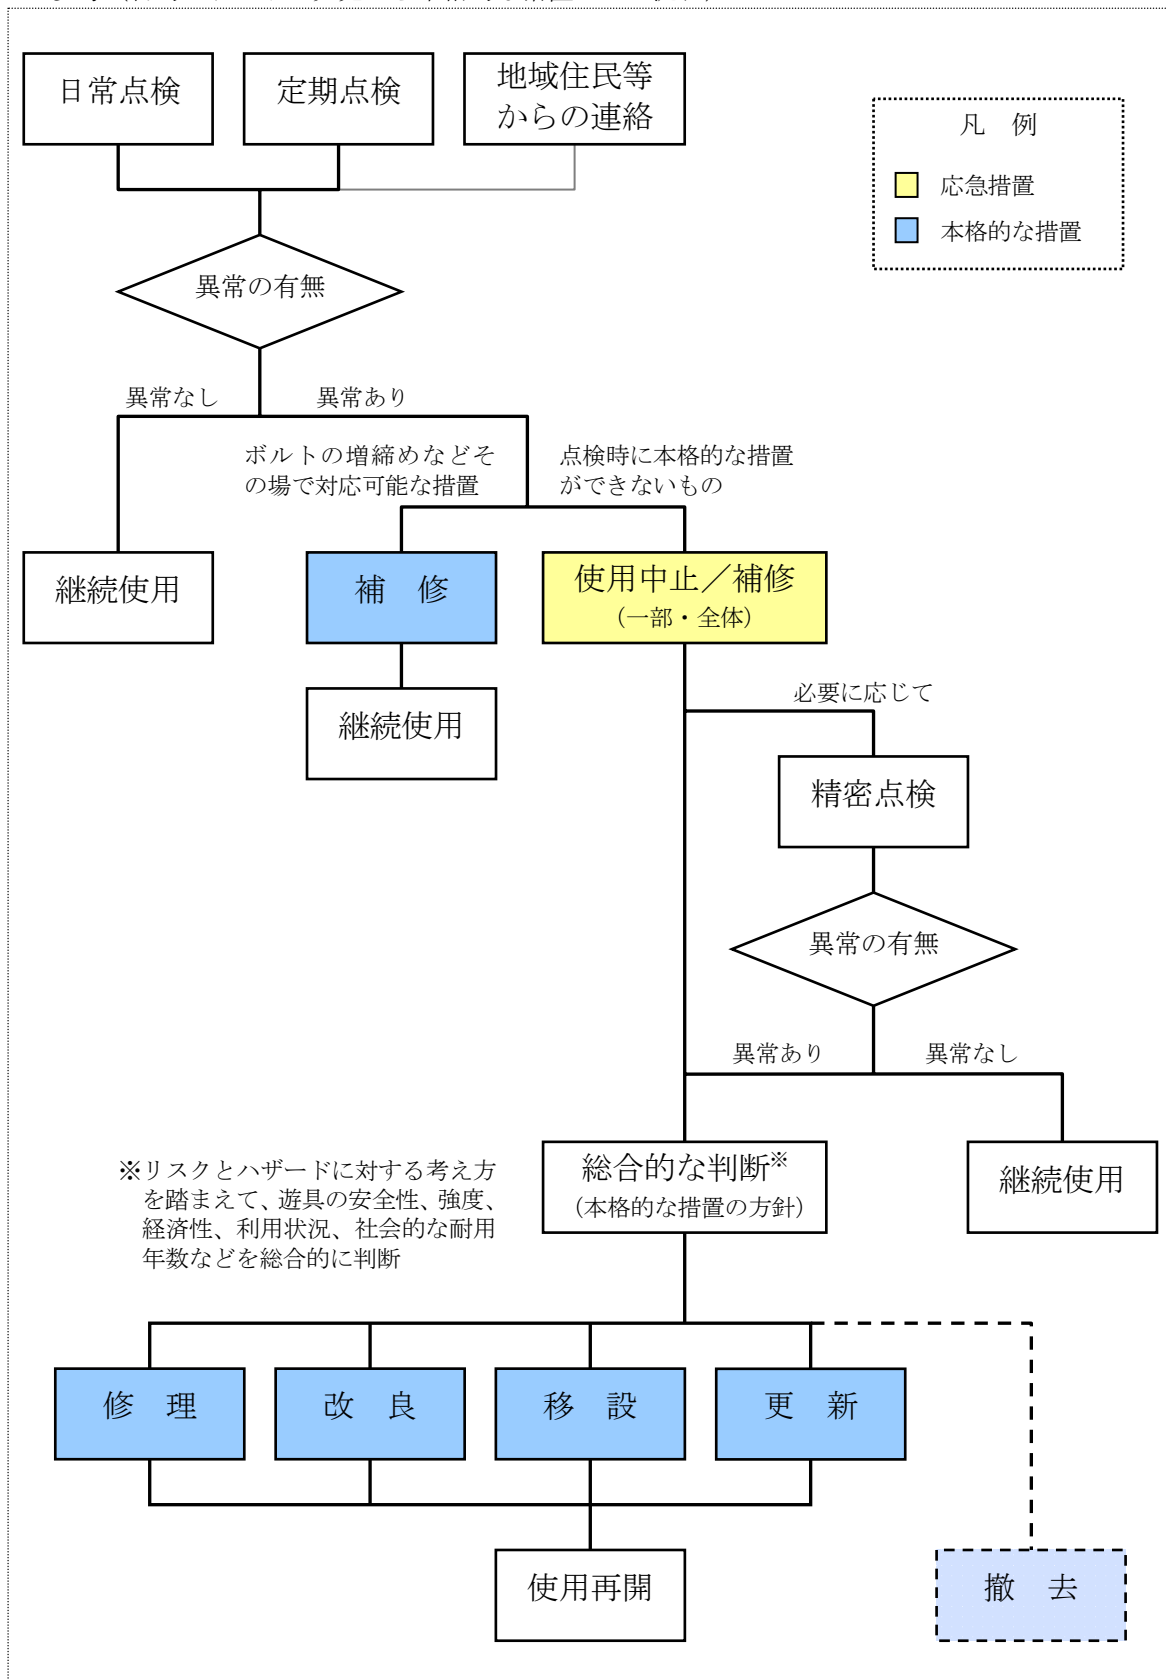 日常点検
定期点検
地域住民等
からの連絡
凡 例
応急措置
本格的な措置
異常の有無
異常なし
異常あり
ボルトの増締めなどそ
の場で対応可能な措置
点検時に本格的な措置
ができないもの
継続使用
補 修
使用中止／補修
（一部・全体）
継続使用
必要に応じて
精密点検
異常の有無
異常あり
異常なし
※リスクとハザードに対する考え方
を踏まえて、遊具の安全性、強度、
経済性、利用状況、社会的な耐用
年数などを総合的に判断
総合的な判断※
（本格的な措置の方針）
継続使用
修 理
改 良
移 設
更 新
使用再開
撤 去